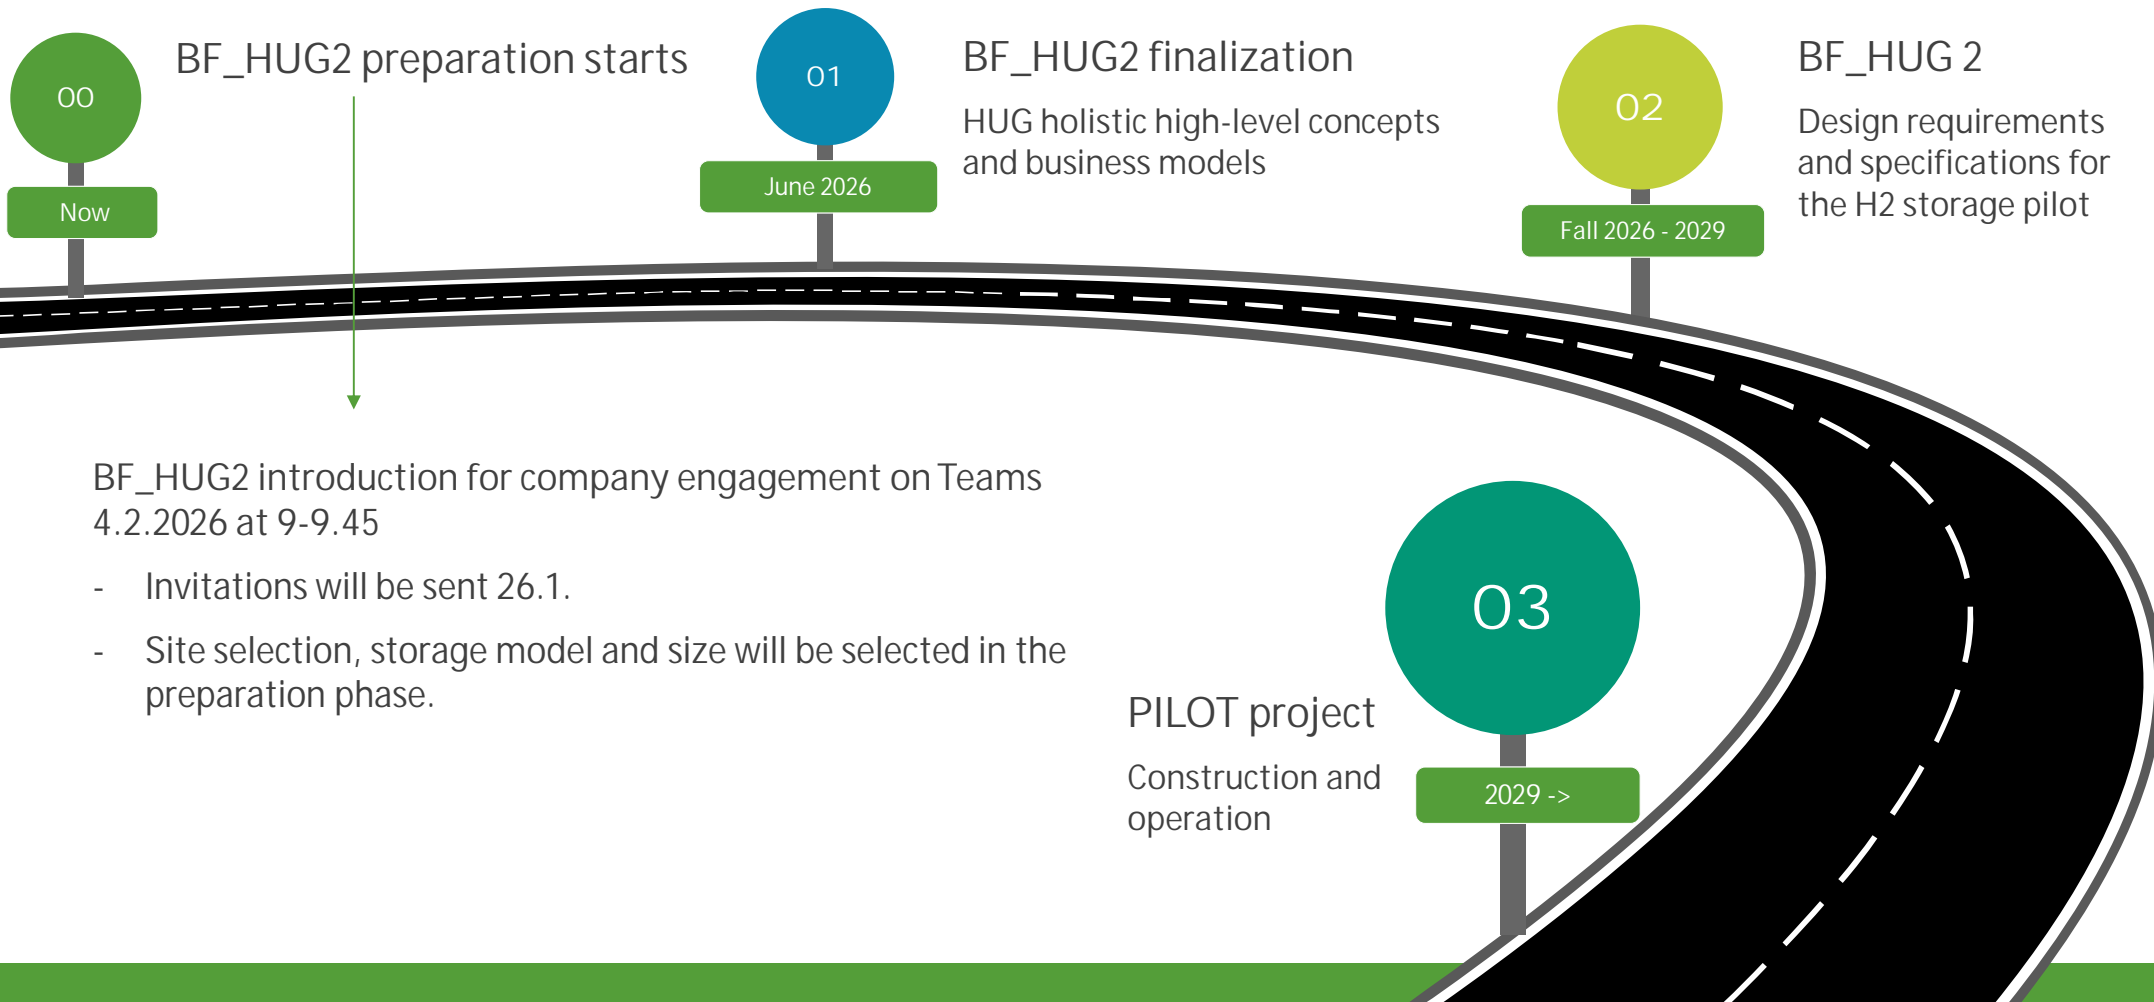 00
Now
BF_HUG2 preparation starts
01
June 2026
BF_HUG2 finalization
HUG holistic high-level concepts
and business models
02
Fall 2026 - 2029
BF_HUG 2
Design requirements
and specifications for
the H2 storage pilot
BF_HUG2 introduction for company engagement on Teams
4.2.2026 at 9-9.45
- Invitations will be sent 26.1.
- Site selection, storage model and size will be selected in the
preparation phase.
03
2029 ->
PILOT project
Construction and
operation